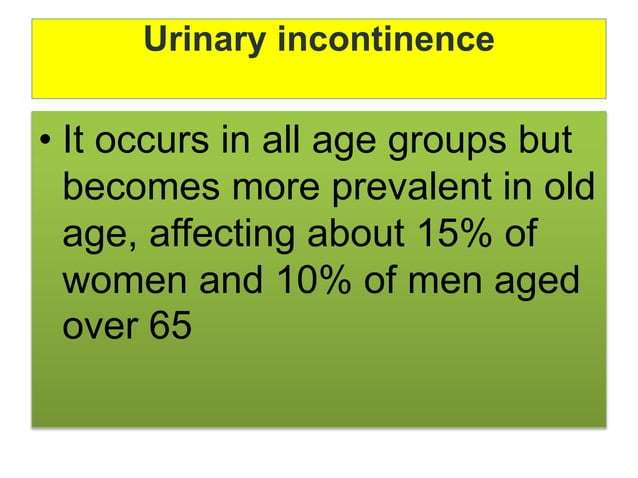 Urinary incontinence
• It occurs in all age groups but
becomes more prevalent in old
age, affecting about 15% of
women and 10% of men aged
over 65